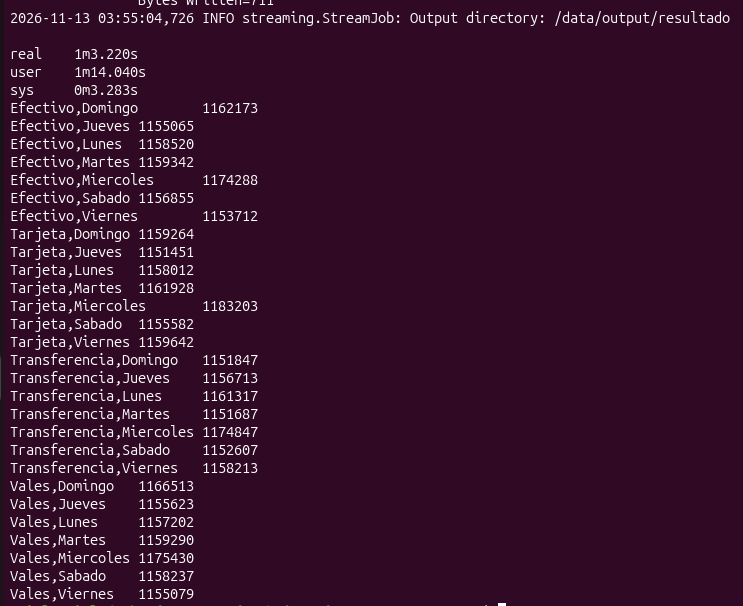 Bytes Written=711
2026-11-13 03:55:04,726 INFO streaming.StreamJob: Output directory: /data/output/resultado
real 1m3.220s
user 1m14.040s
sys 0m3.283s
Efectivo,Domingo 1162173
Efectivo,Jueves 1155065
Efectivo,Lunes 1158520
Efectivo,Martes 1159342
Efectivo,Miercoles 1174288
Efectivo,Sabado 1156855
Efectivo,Viernes 1153712
Tarjeta,Domingo 1159264
Tarjeta,Jueves 1151451
Tarjeta,Lunes 1158012
Tarjeta,Martes 1161928
Tarjeta,Miercoles 1183203
Tarjeta,Sabado 1155582
Tarjeta,Viernes 1159642
Transferencia,Domingo 1151847
Transferencia,Jueves 1156713
Transferencia,Lunes 1161317
Transferencia,Martes 1151687
Transferencia,Miercoles 1174847
Transferencia,Sabado 1152607
Transferencia,Viernes 1158213
Vales,Domingo 1166513
Vales,Jueves 1155623
Vales,Lunes 1157202
Vales,Martes 1159290
Vales,Miercoles 1175430
Vales,Sabado 1158237
Vales,Viernes 1155079